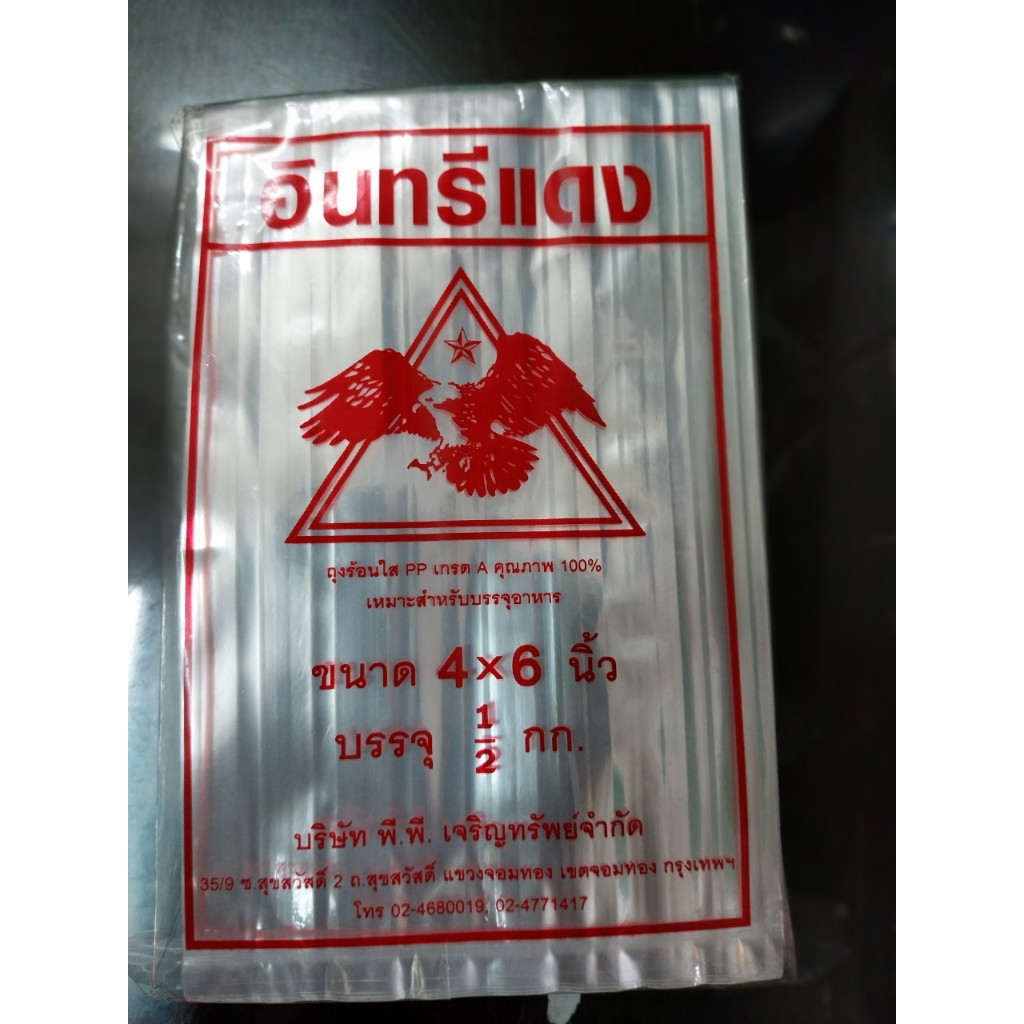 อินทรีแดง
ถุงร้อนใส PP เกรด A คุณภาพ 100%
เหมาะสำหรับบรรจุอาหาร
ขนาด 4×6 นิ้ว
บรรจุ 1/2 กก.
บริษัท พี.พี. เจริญทรัพย์จำกัด
35/9 ซ.สุขสวัสดิ์ 2 ถ.สุขสวัสดิ์ แขวงจอมทอง เขตจอมทอง กรุงเทพฯ
โทร 02-4680019, 02-4771417